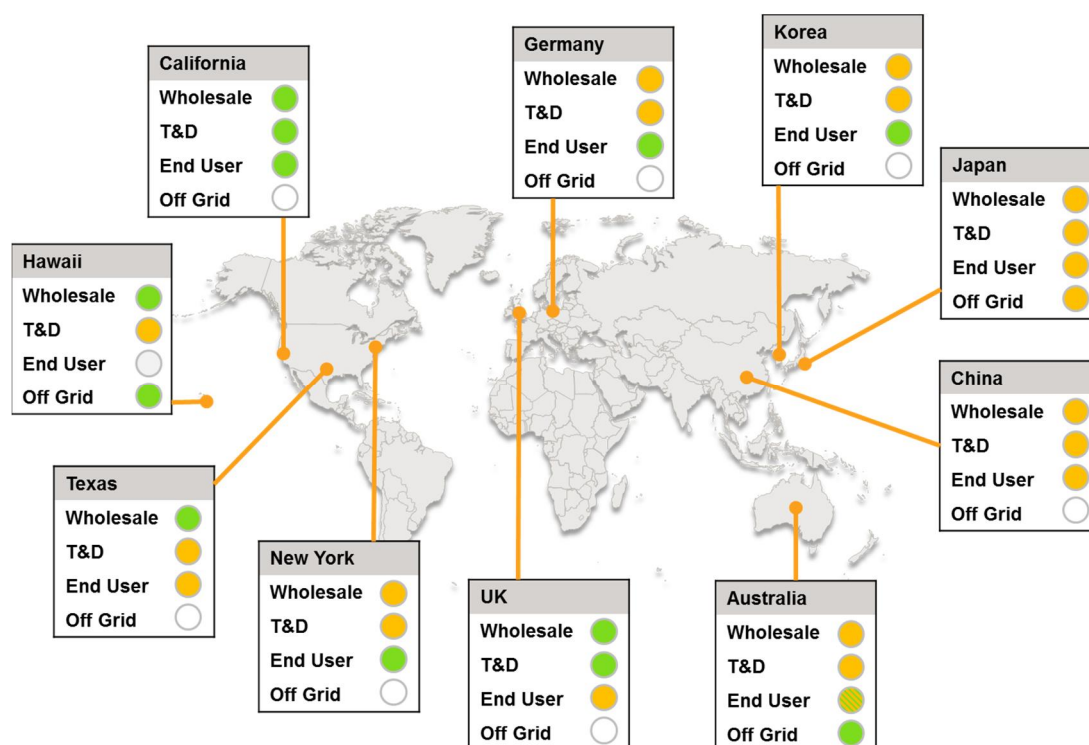 California
Wholesale
T&D
End User
Off Grid
Germany
Wholesale
T&D
End User
Off Grid
Korea
Wholesale
T&D
End User
Off Grid
Japan
Wholesale
T&D
End User
Off Grid
Hawaii
Wholesale
T&D
End User
Off Grid
China
Wholesale
T&D
End User
Off Grid
Texas
Wholesale
T&D
End User
Off Grid
New York
Wholesale
T&D
End User
Off Grid
UK
Wholesale
T&D
End User
Off Grid
Australia
Wholesale
T&D
End User
Off Grid